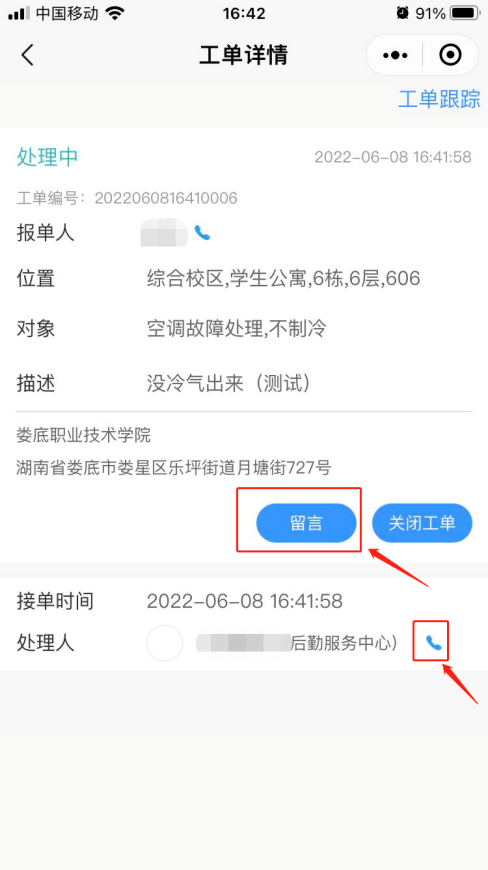 中国移动 16:42 91%
工单详情
工单跟踪
处理中 2022-06-08 16:41:58
工单编号: 2022060816410006
报单人
位置 综合校区,学生公寓,6栋,6层,606
对象 空调故障处理,不制冷
描述 没冷气出来（测试）
娄底职业技术学院
湖南省娄底市娄星区乐坪街道月塘街727号
留言 关闭工单
接单时间 2022-06-08 16:41:58
处理人 后勤服务中心)